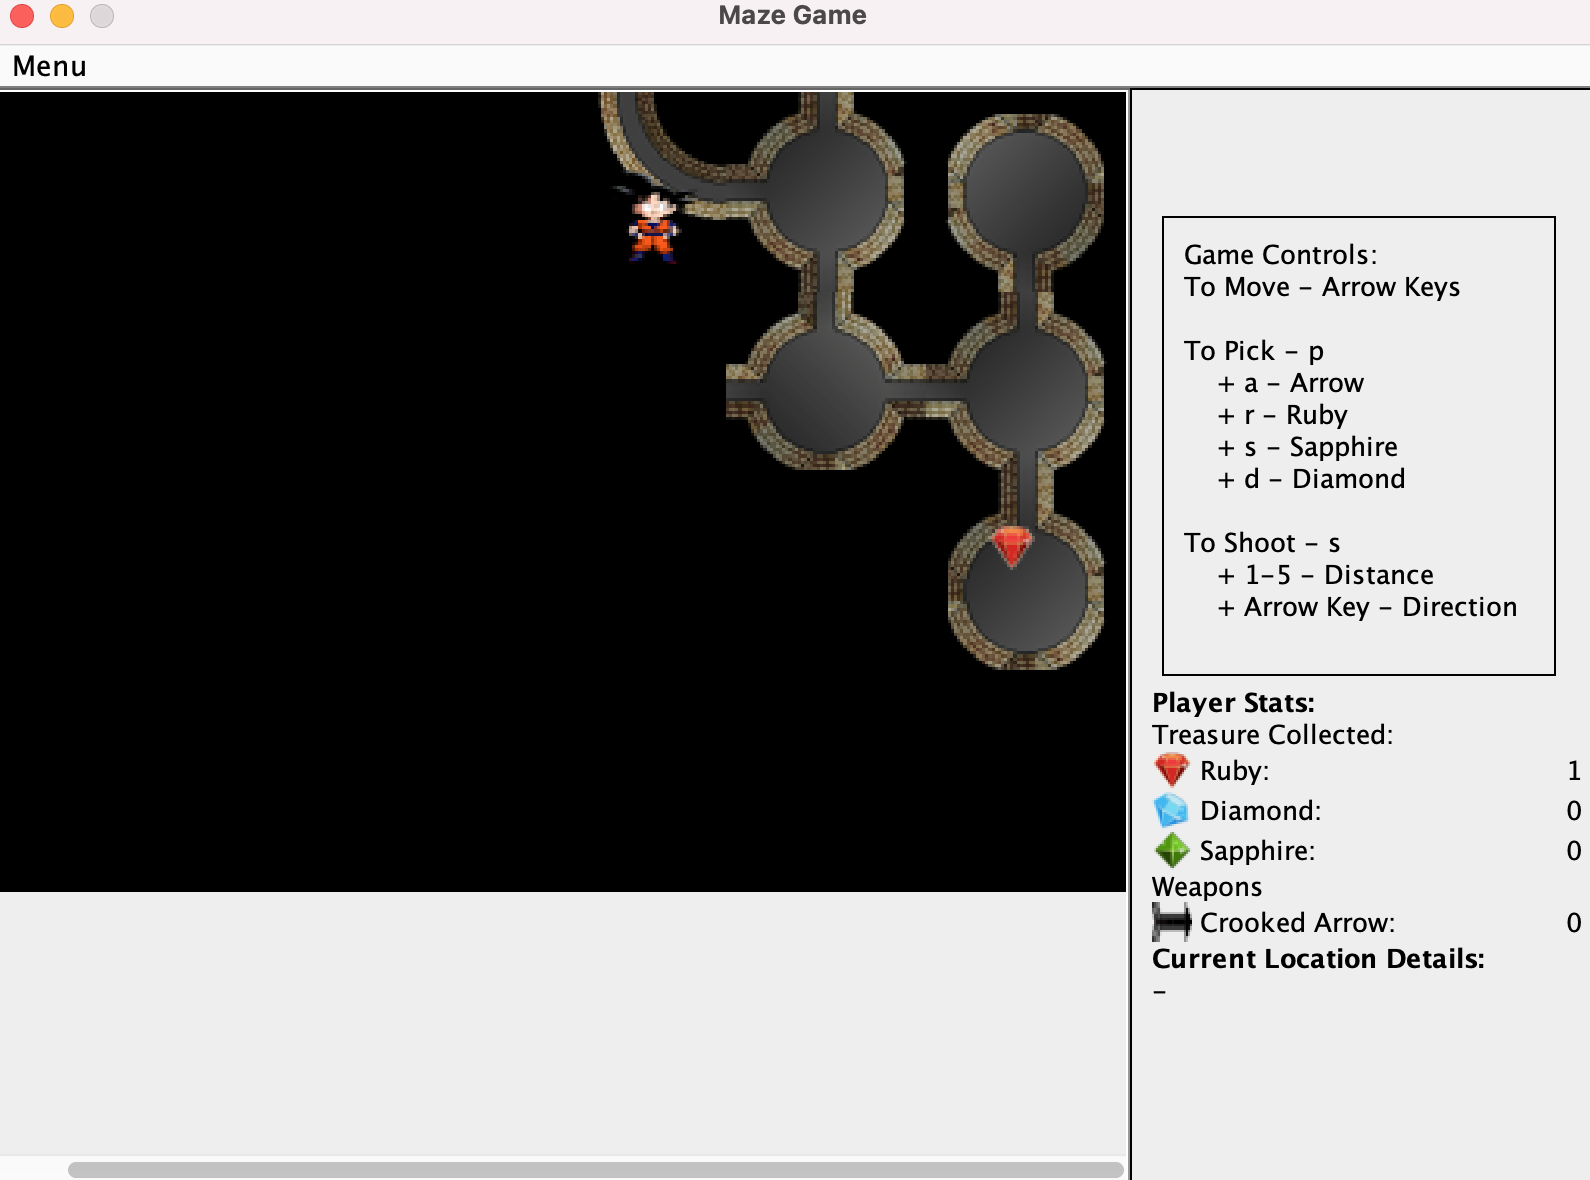 Maze Game
Menu
Game Controls:
To Move - Arrow Keys
To Pick - p
+ a - Arrow
+ r - Ruby
+ s - Sapphire
+ d - Diamond
To Shoot - s
+ 1-5 - Distance
+ Arrow Key - Direction
Player Stats:
Treasure Collected:
Ruby: 1
Diamond: 0
Sapphire: 0
Weapons
Crooked Arrow: 0
Current Location Details:
-